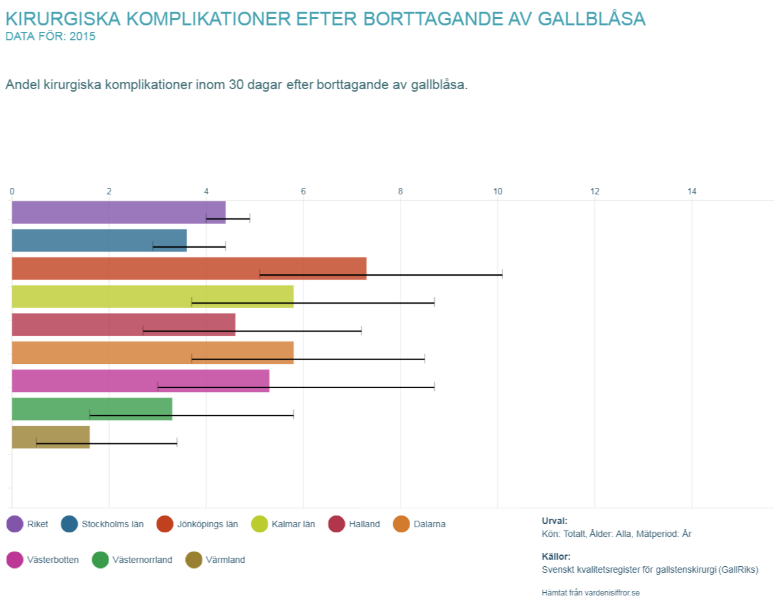 KIRURGISKA KOMPLIKATIONER EFTER BORTTAGANDE AV GALLBLÅSA
DATA FÖR: 2015
Andel kirurgiska komplikationer inom 30 dagar efter borttagande av gallblåsa.
0 2 4 6 8 10 12 14
Riket Stockholms län Jönköpings län Kalmar län Halland Dalarna
Västerbotten Västernorrland Värmland
Urval:
Kön: Totalt, Ålder: Alla, Mätperiod: År
Källor:
Svenskt kvalitetsregister för gallstenskirurgi (GallRiks)
Hämtat från vardenisiffror.se